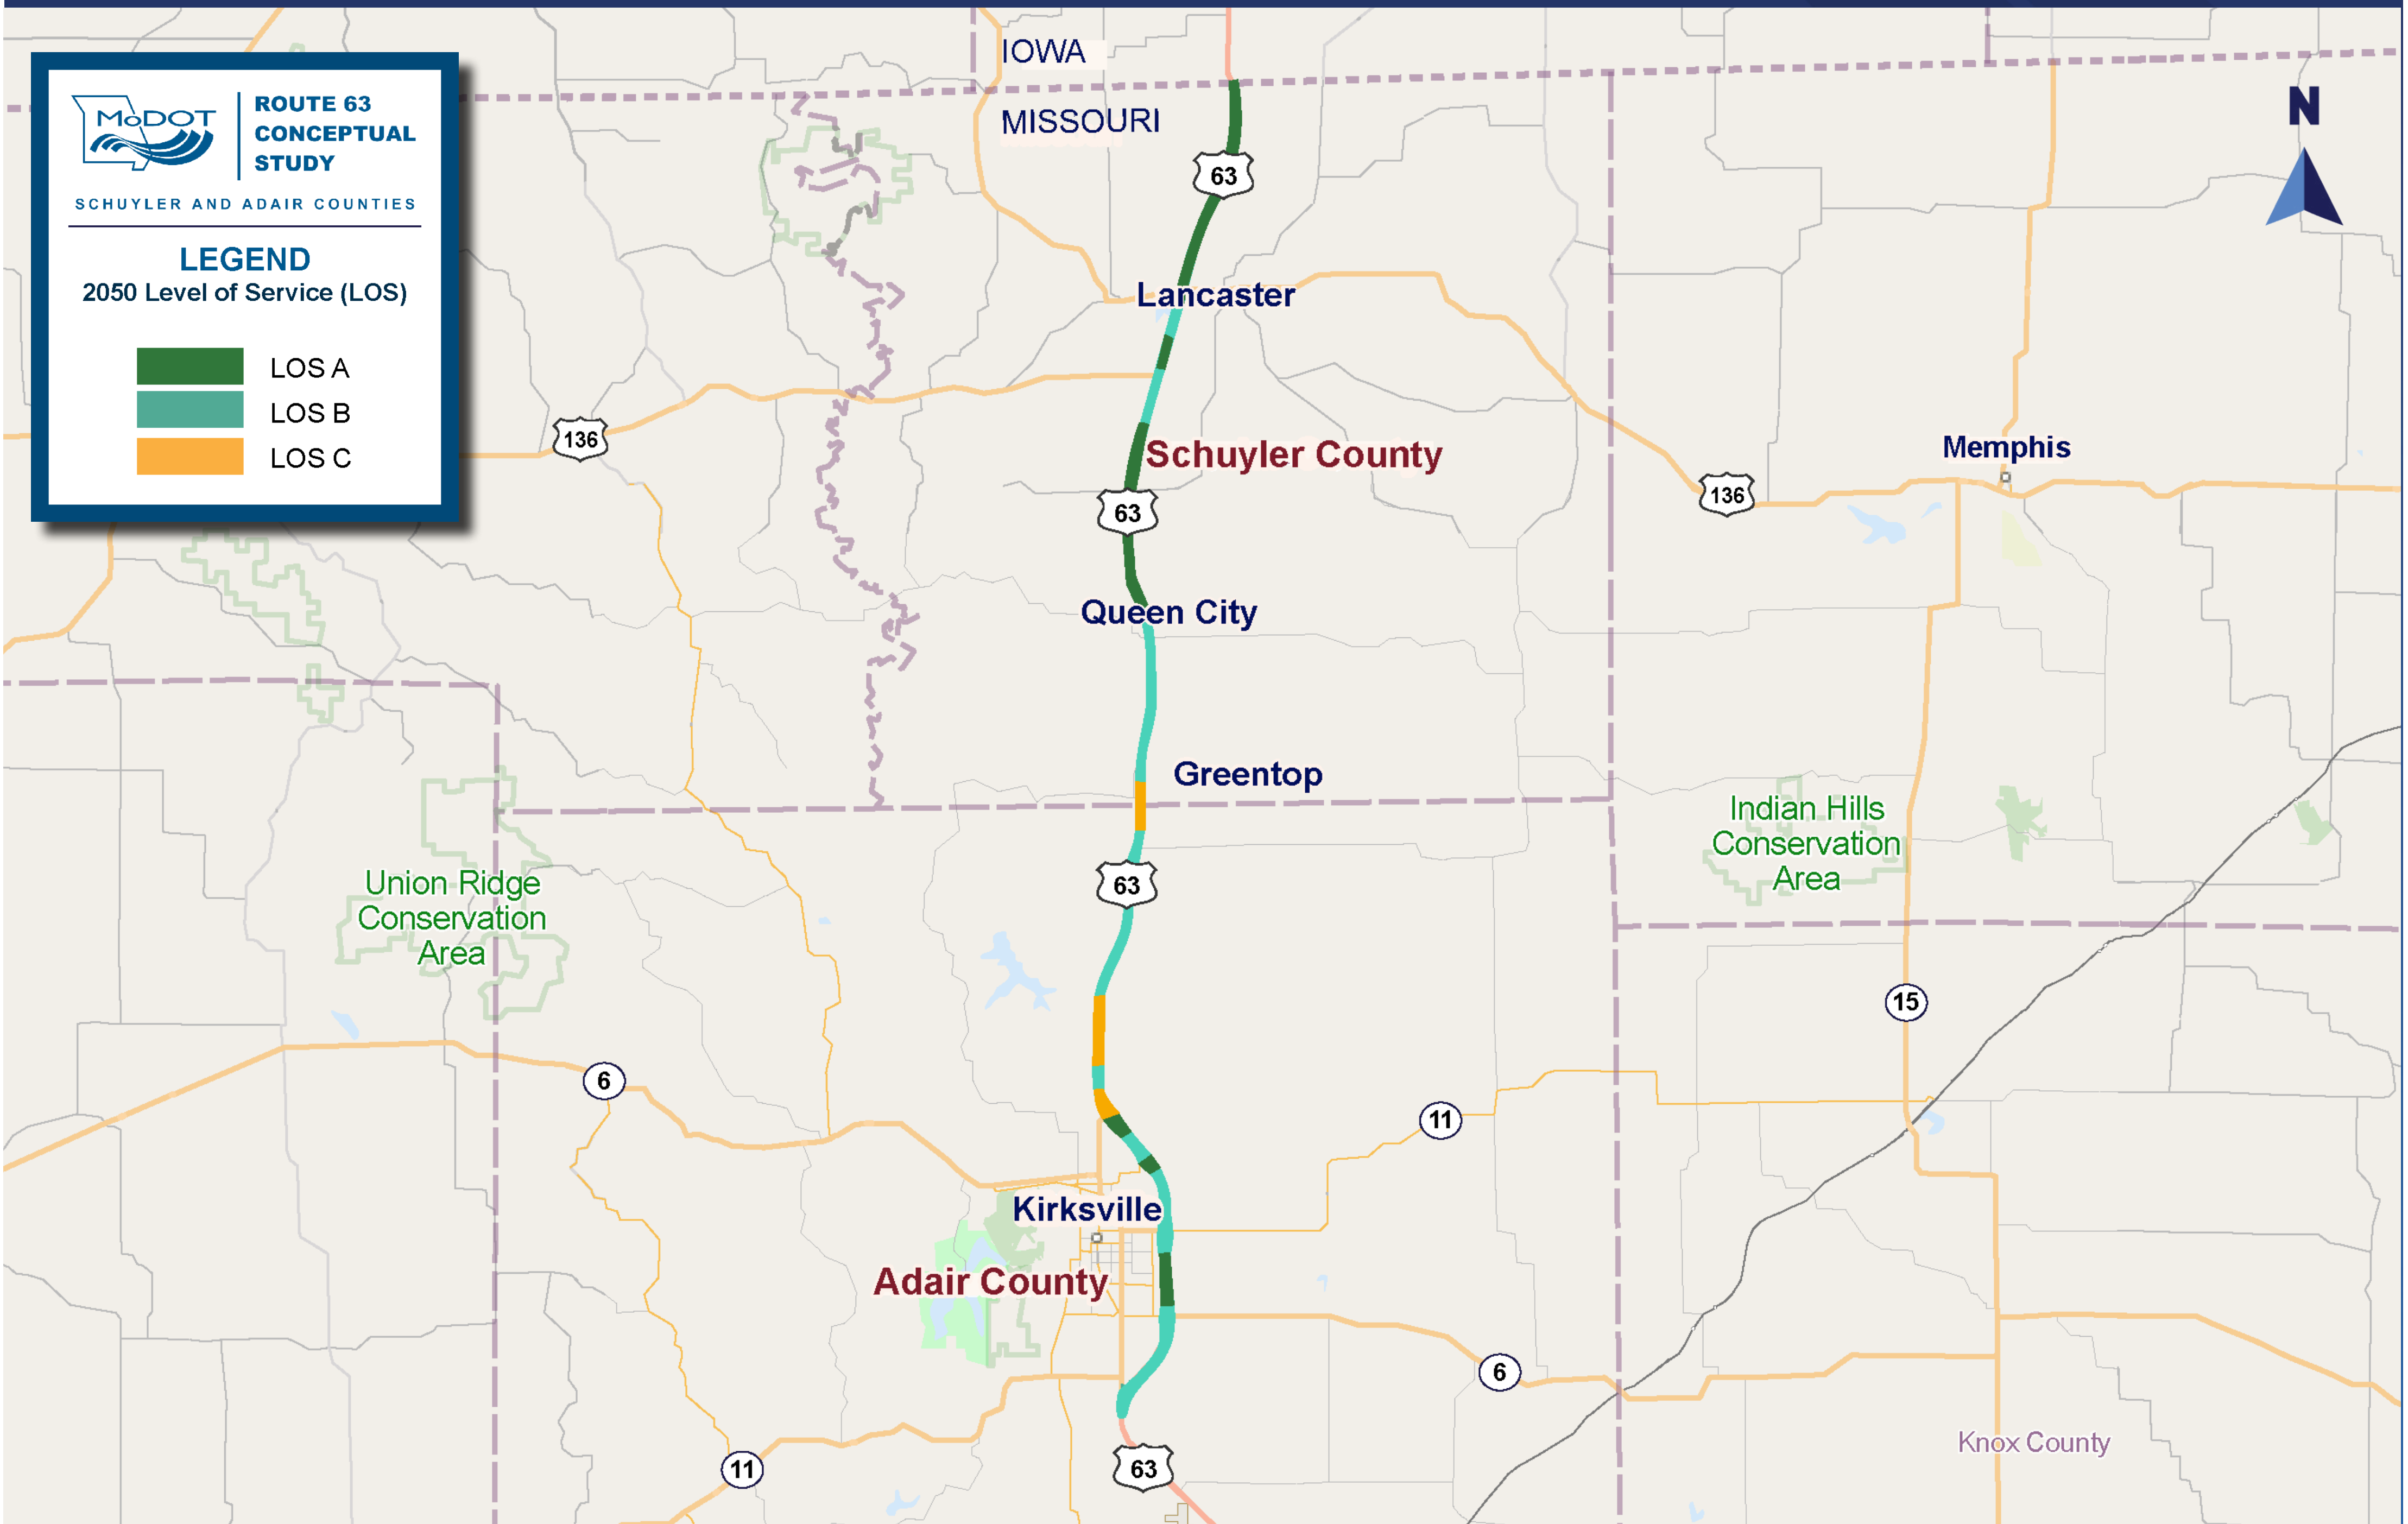 MoDOT
ROUTE 63
CONCEPTUAL
STUDY
SCHUYLER AND ADAIR COUNTIES
LEGEND
2050 Level of Service (LOS)
LOS A
LOS B
LOS C
IOWA
MISSOURI
N
63
Lancaster
136
Schuyler County
Memphis
136
63
Queen City
Greentop
Indian Hills
Conservation
Area
Union Ridge
Conservation
Area
63
15
6
11
Kirksville
Adair County
6
Knox County
11
63